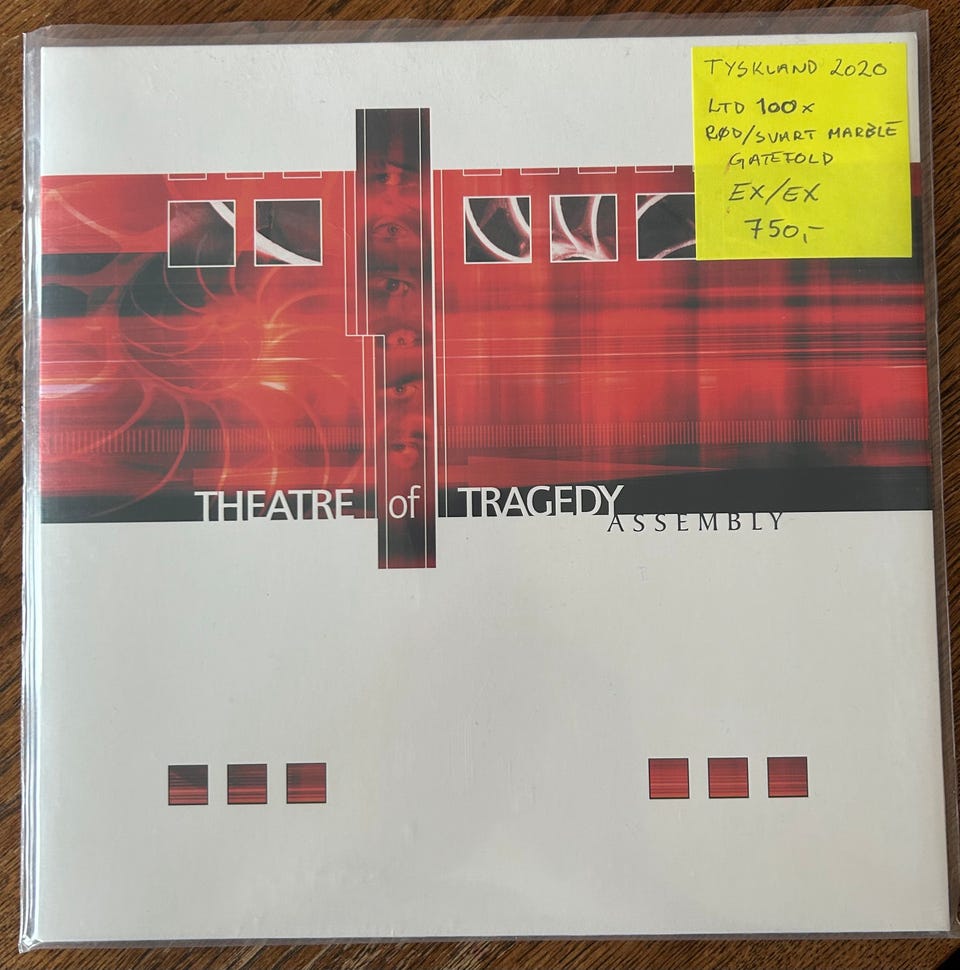 TYSKLAND 2020
LTD 100x
RØD/SVART MARBLE
GATEFOLD
EX/EX
750,-
THEATRE of TRAGEDY
ASSEMBLY